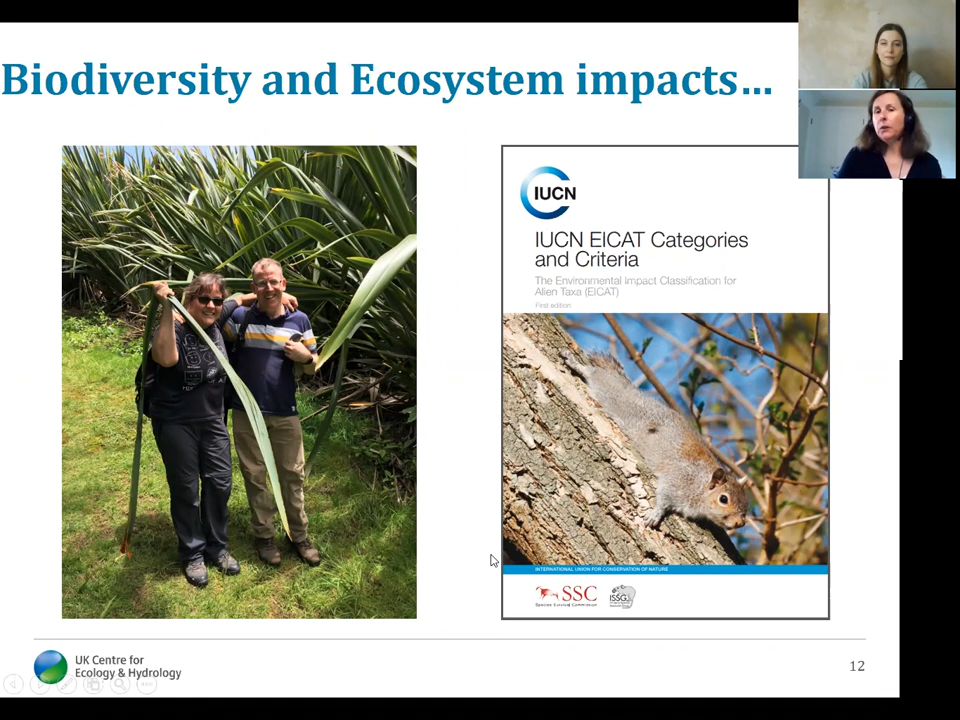 Biodiversity and Ecosystem impacts…
IUCN
IUCN EICAT Categories
and Criteria
The Environmental Impact Classification for
Alien Taxa (EICAT)
First edition
INTERNATIONAL UNION FOR CONSERVATION OF NATURE
SSC
Species Survival Commission
ISSG
UK Centre for
Ecology & Hydrology
12